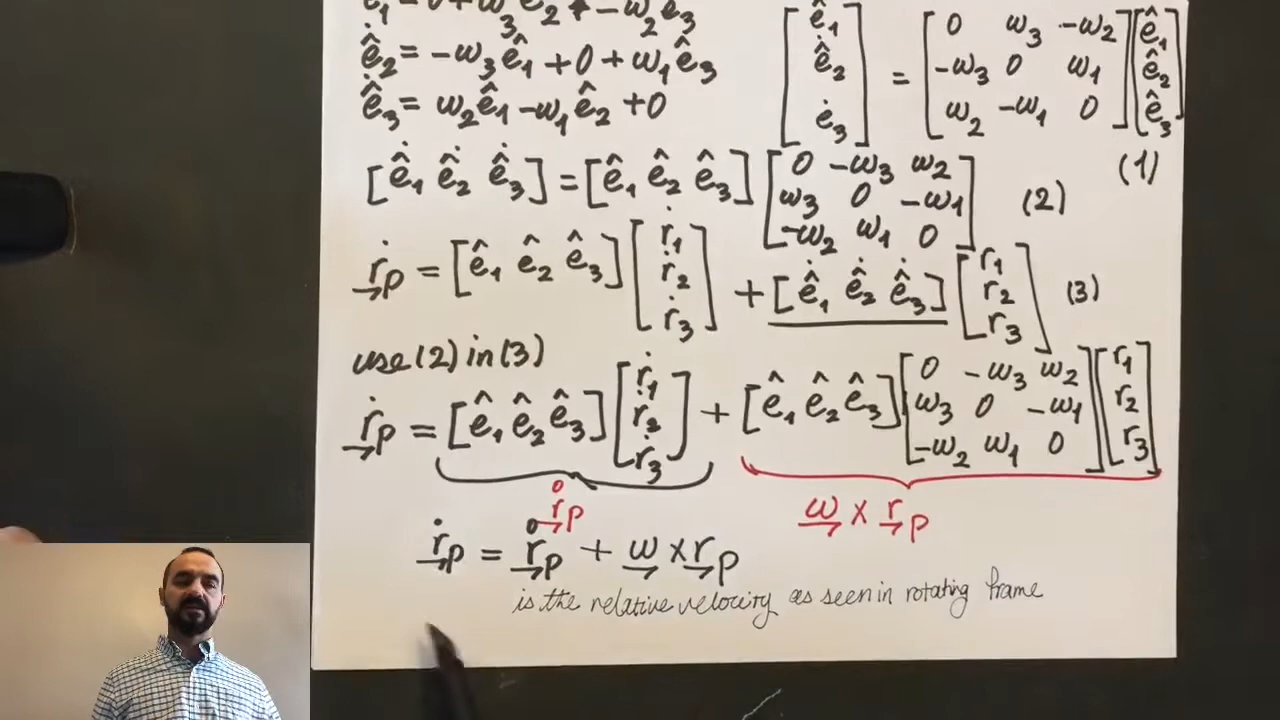 ė̂₁ = 0 + ω₃ê₂ + -ω₂ê₃
ė̂₂ = -ω₃ê₁ + 0 + ω₁ê₃
ė̂₃ = ω₂ê₁ - ω₁ê₂ + 0
[ė̂₁; ė̂₂; ė₃] = [0 ω₃ -ω₂; -ω₃ 0 ω₁; ω₂ -ω₁ 0] [ê₁; ê₂; ê₃] (1)
[ė̂₁ ė̂₂ ė̂₃] = [ê₁ ê₂ ê₃] [0 -ω₃ ω₂; ω₃ 0 -ω₁; -ω₂ ω₁ 0] (2)
ṙp = [ê₁ ê₂ ê₃] [ṙ₁; ṙ₂; ṙ₃] + [ė̂₁ ė̂₂ ė̂₃] [r₁; r₂; r₃] (3)
use (2) in (3)
ṙp = [ê₁ ê₂ ê₃] [ṙ₁; ṙ₂; ṙ₃] + [ê₁ ê₂ ê₃] [0 -ω₃ ω₂; ω₃ 0 -ω₁; -ω₂ ω₁ 0] [r₁; r₂; r₃]
r̊p ω × rp
ṙp = r̊p + ω × rp
is the relative velocity as seen in rotating frame